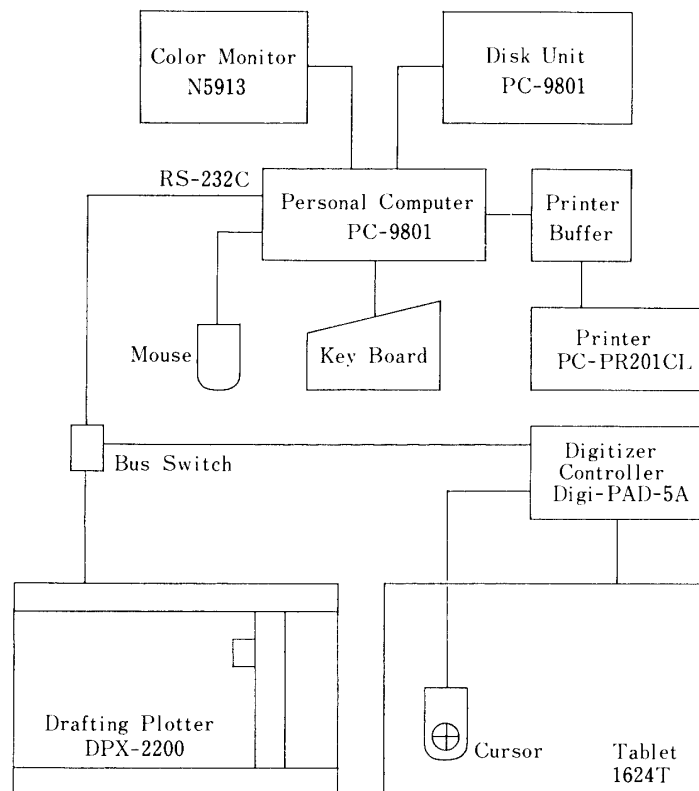 Color Monitor
N5913
Disk Unit
PC-9801
RS-232C
Personal Computer
PC-9801
Printer
Buffer
Mouse
Key Board
Printer
PC-PR201CL
Bus Switch
Digitizer
Controller
Digi-PAD-5A
Drafting Plotter
DPX-2200
Cursor
Tablet
1624T